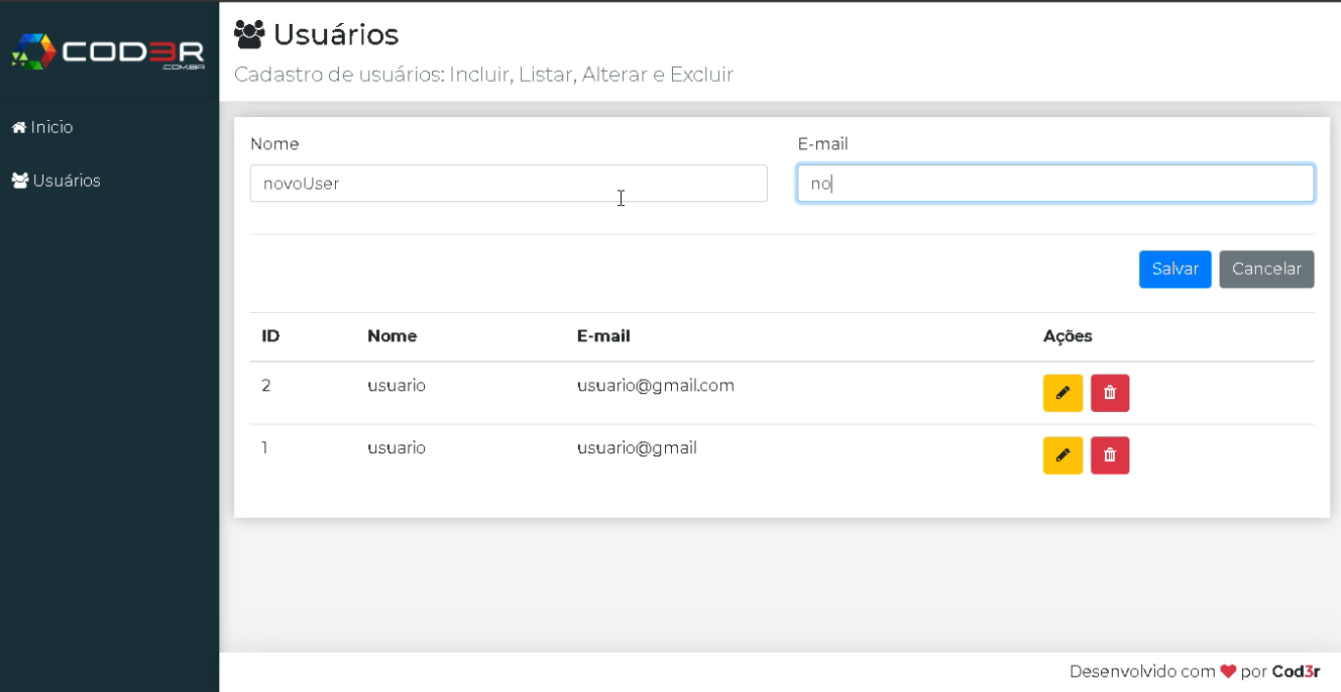 COD3R
.COM.BR
Inicio
Usuários
Usuários
Cadastro de usuários: Incluir, Listar, Alterar e Excluir
Nome
E-mail
novoUser
no
Salvar Cancelar
ID Nome E-mail Ações
2 usuario usuario@gmail.com
1 usuario usuario@gmail
Desenvolvido com ❤ por Cod3r